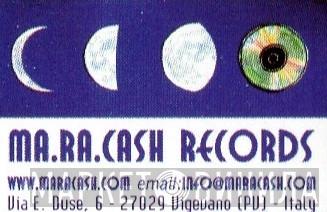 MA.RA.CASH RECORDS
WWW.MARACASH.COM email:INFO@MARACASH.COM
Via E. Duse, 6 - 27029 Vigevano (PV) - Italy